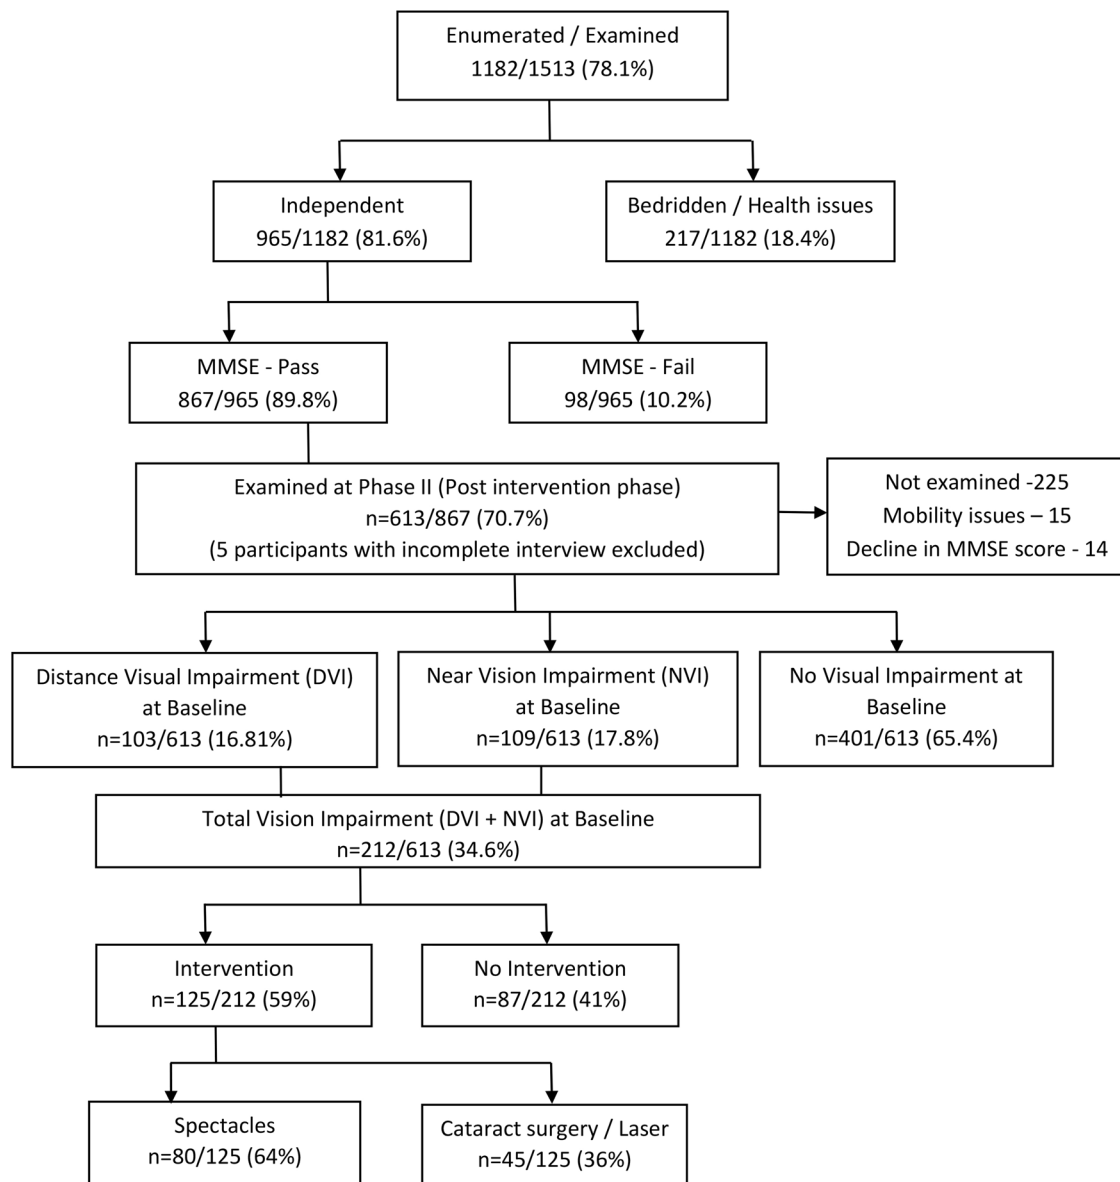 Enumerated / Examined
1182/1513 (78.1%)
Independent
965/1182 (81.6%)
Bedridden / Health issues
217/1182 (18.4%)
MMSE - Pass
867/965 (89.8%)
MMSE - Fail
98/965 (10.2%)
Examined at Phase II (Post intervention phase)
n=613/867 (70.7%)
(5 participants with incomplete interview excluded)
Not examined -225
Mobility issues – 15
Decline in MMSE score - 14
Distance Visual Impairment (DVI)
at Baseline
n=103/613 (16.81%)
Near Vision Impairment (NVI)
at Baseline
n=109/613 (17.8%)
No Visual Impairment at
Baseline
n=401/613 (65.4%)
Total Vision Impairment (DVI + NVI) at Baseline
n=212/613 (34.6%)
Intervention
n=125/212 (59%)
No Intervention
n=87/212 (41%)
Spectacles
n=80/125 (64%)
Cataract surgery / Laser
n=45/125 (36%)